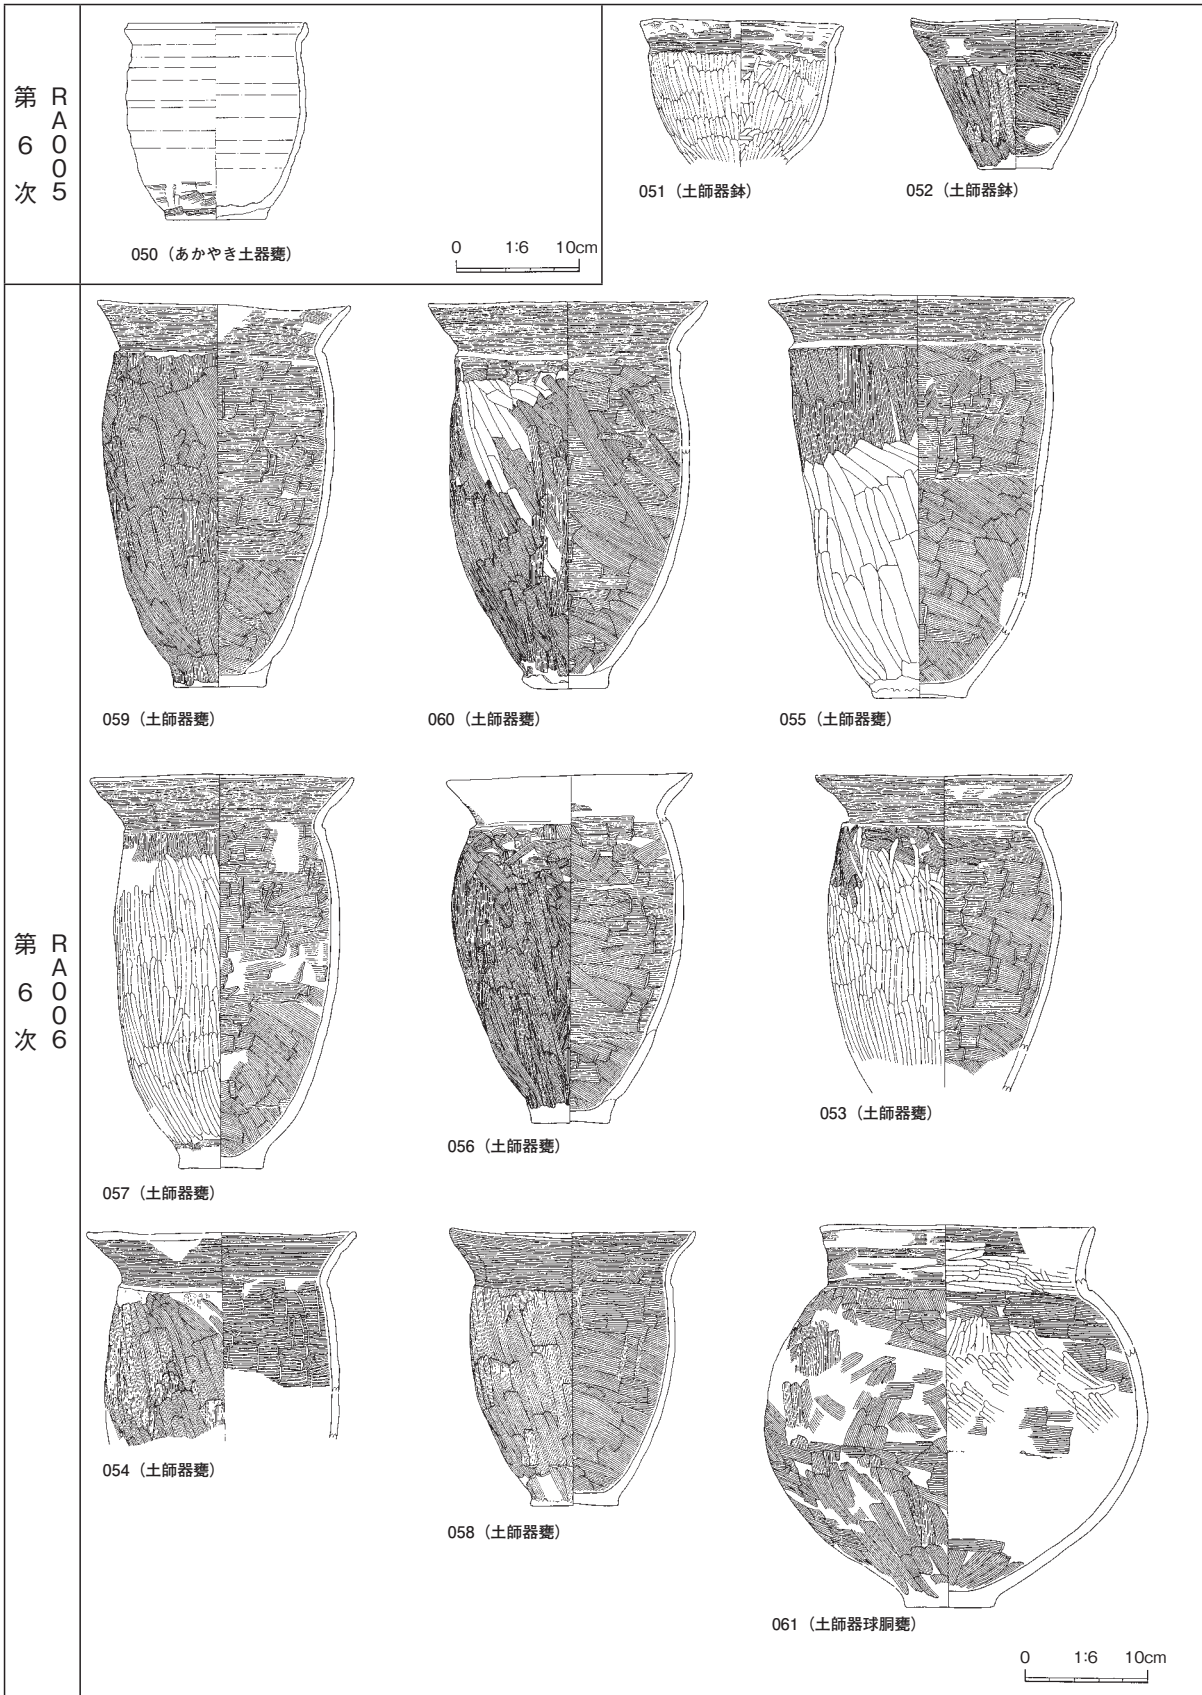 第6次
RA005
050（あかやき土器甕）
0 1:6 10cm
051（土師器鉢）
052（土師器鉢）
第6次
RA006
059（土師器甕）
060（土師器甕）
055（土師器甕）
057（土師器甕）
056（土師器甕）
053（土師器甕）
054（土師器甕）
058（土師器甕）
061（土師器球胴甕）
0 1:6 10cm